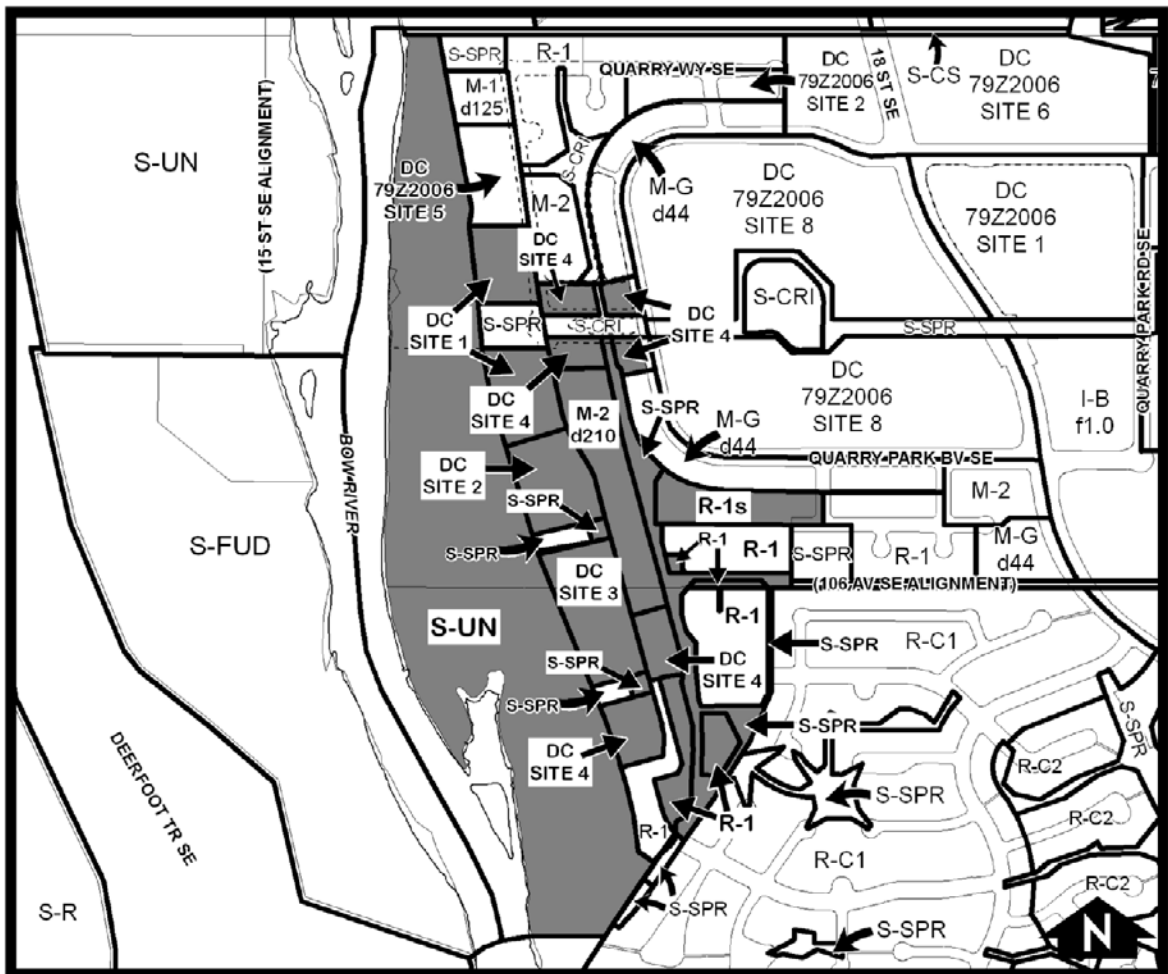 S-SPR
R-1
QUARRY WY SE
DC
79Z2006
SITE 2
18 ST SE
S-CS
DC
79Z2006
SITE 6
7
M-1
d125
S-UN
(15 ST SE ALIGNMENT)
S-CRI
DC
79Z2006
SITE 5
M-2
M-G
d44
DC
79Z2006
SITE 8
DC
79Z2006
SITE 1
QUARRY PARK RD SE
DC
SITE 4
S-CRI
DC
SITE 1
S-SPR
S-CRI
DC
SITE 4
S-SPR
DC
SITE 4
M-2
d210
S-SPR
M-G
d44
DC
79Z2006
SITE 8
I-B
f1.0
BOW RIVER
DC
SITE 2
QUARRY PARK BV SE
M-2
S-SPR
R-1s
S-FUD
S-SPR
R-1
R-1
S-SPR
R-1
M-G
d44
DC
SITE 3
(106 AV SE ALIGNMENT)
S-UN
R-1
S-SPR
R-C1
S-SPR
DC
SITE 4
S-SPR
S-SPR
S-SPR
DC
SITE 4
R-C2
S-SPR
DEERFOOT TR SE
R-1
R-1
R-C1
R-C2
R-C2
S-R
S-SPR
S-SPR
N